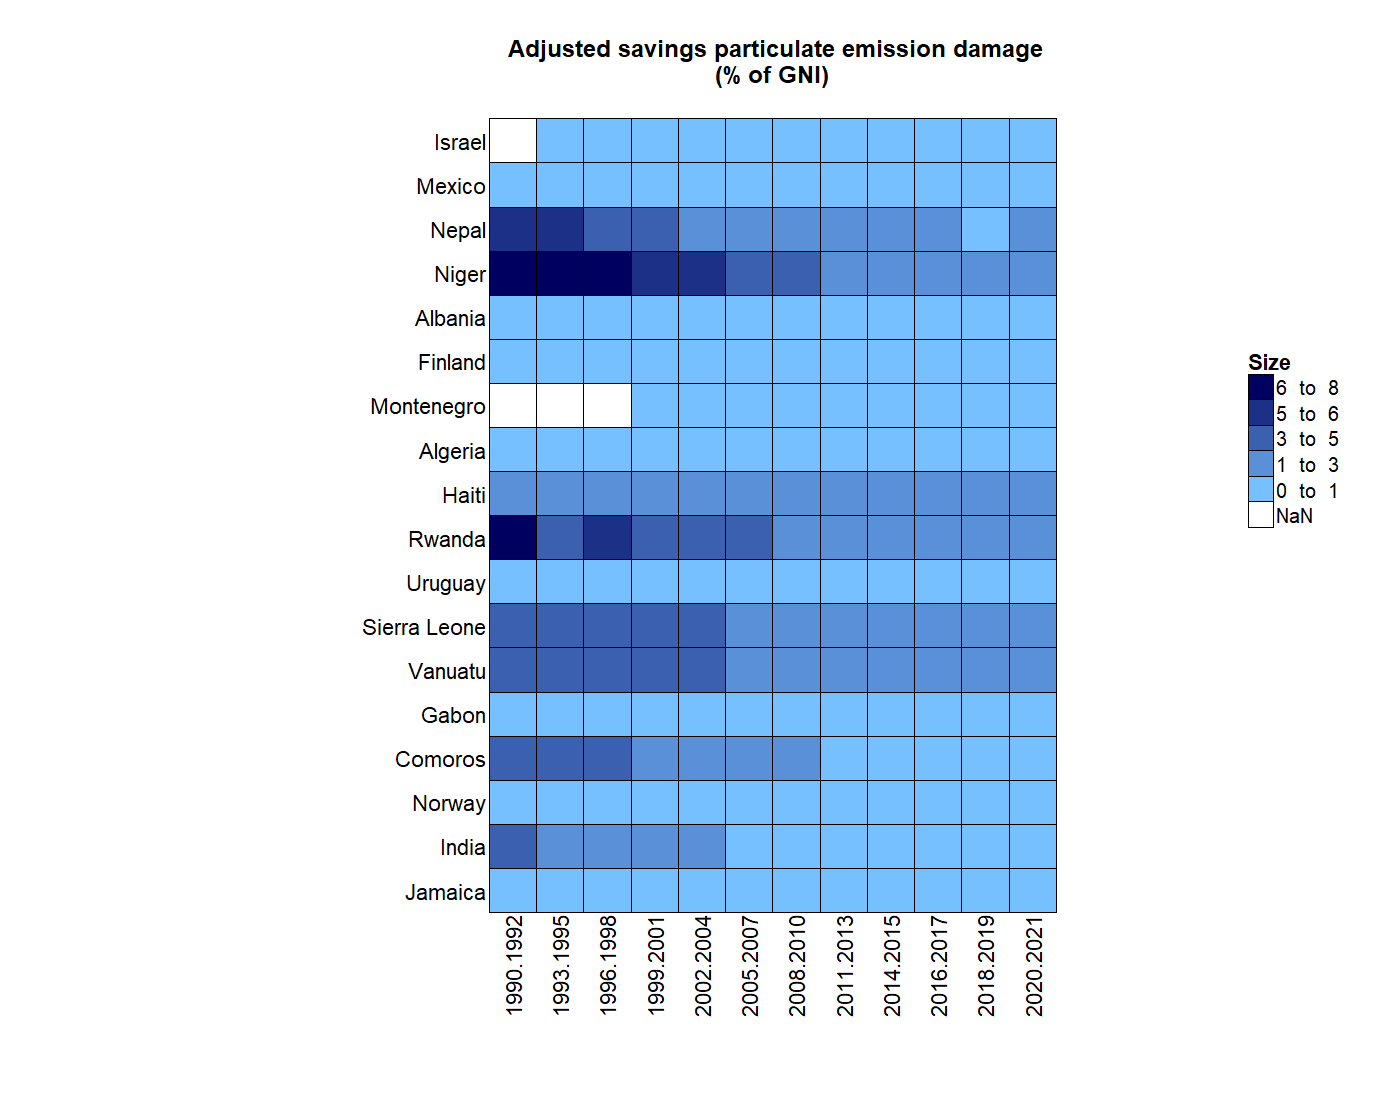 Adjusted savings particulate emission damage
(% of GNI)
Israel
Mexico
Nepal
Niger
Albania
Finland
Montenegro
Algeria
Haiti
Rwanda
Uruguay
Sierra Leone
Vanuatu
Gabon
Comoros
Norway
India
Jamaica
1990.1992
1993.1995
1996.1998
1999.2001
2002.2004
2005.2007
2008.2010
2011.2013
2014.2015
2016.2017
2018.2019
2020.2021
Size
6 to 8
5 to 6
3 to 5
1 to 3
0 to 1
NaN